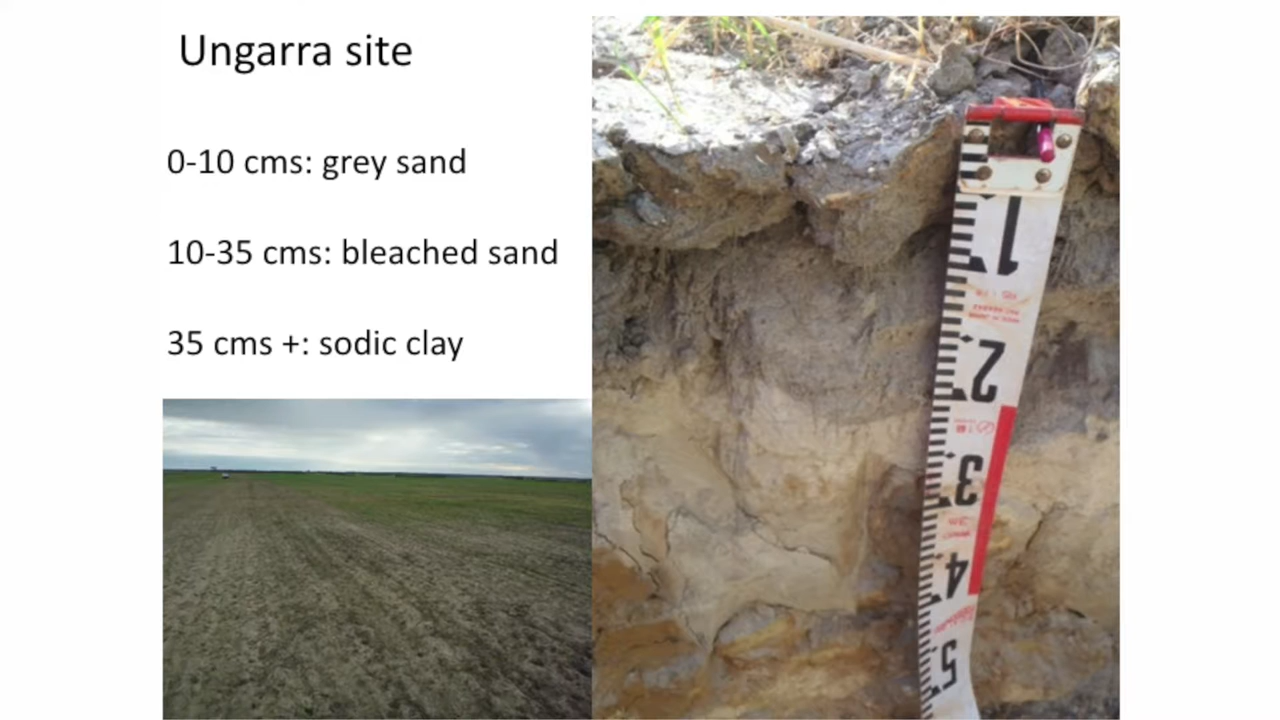 Ungarra site
0-10 cms: grey sand
10-35 cms: bleached sand
35 cms +: sodic clay
1
2
3
4
5